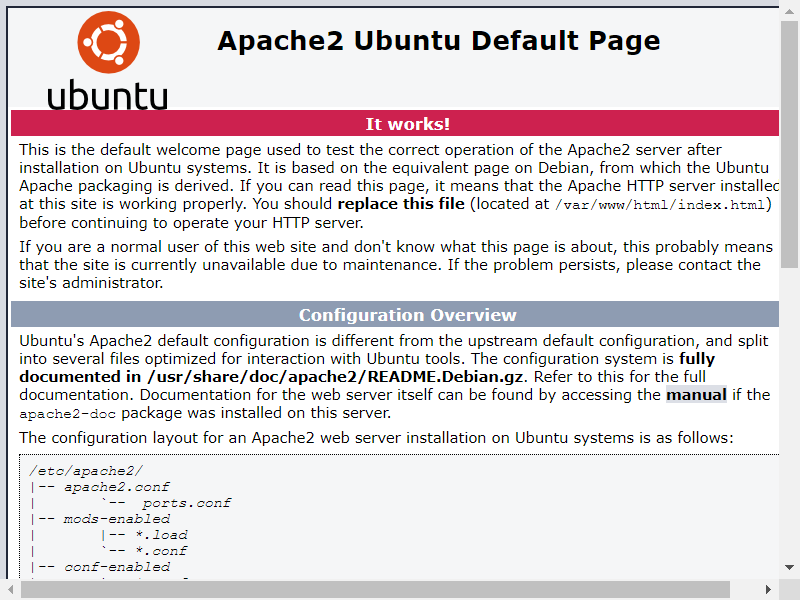 Apache2 Ubuntu Default Page
ubuntu
It works!
This is the default welcome page used to test the correct operation of the Apache2 server after
installation on Ubuntu systems. It is based on the equivalent page on Debian, from which the Ubuntu
Apache packaging is derived. If you can read this page, it means that the Apache HTTP server installed
at this site is working properly. You should replace this file (located at /var/www/html/index.html)
before continuing to operate your HTTP server.
If you are a normal user of this web site and don't know what this page is about, this probably means
that the site is currently unavailable due to maintenance. If the problem persists, please contact the
site's administrator.
Configuration Overview
Ubuntu's Apache2 default configuration is different from the upstream default configuration, and split
into several files optimized for interaction with Ubuntu tools. The configuration system is fully
documented in /usr/share/doc/apache2/README.Debian.gz. Refer to this for the full
documentation. Documentation for the web server itself can be found by accessing the manual if the
apache2-doc package was installed on this server.
The configuration layout for an Apache2 web server installation on Ubuntu systems is as follows:
/etc/apache2/
|-- apache2.conf
|       `--  ports.conf
|-- mods-enabled
|       |-- *.load
|       `-- *.conf
|-- conf-enabled